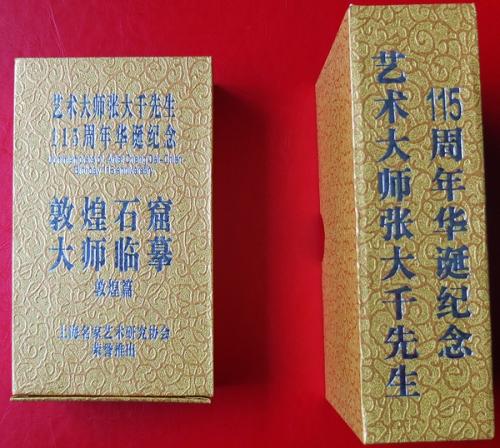 艺术大师张大千先生
115周年华诞纪念
敦煌石窟
大师临摹
敦煌篇
上海名家艺术研究协会
荣誉推出
115周年华诞纪念
艺术大师张大千先生